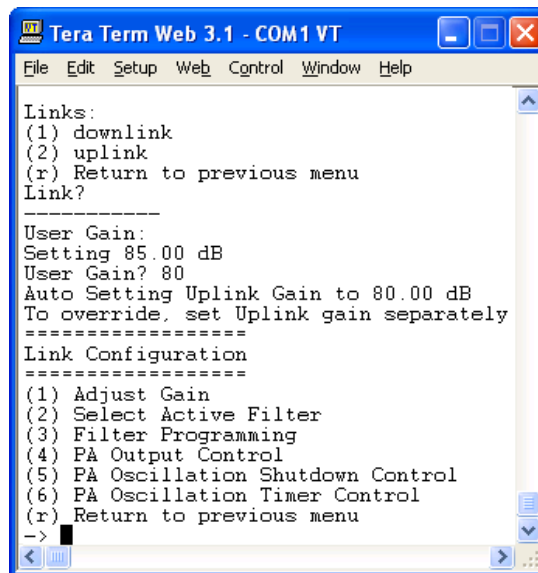 Tera Term Web 3.1 - COM1 VT
File Edit Setup Web Control Window Help
Links:
(1) downlink
(2) uplink
(r) Return to previous menu
Link?
-----------
User Gain:
Setting 85.00 dB
User Gain? 80
Auto Setting Uplink Gain to 80.00 dB
To override, set Uplink gain separately
==================
Link Configuration
==================
(1) Adjust Gain
(2) Select Active Filter
(3) Filter Programming
(4) PA Output Control
(5) PA Oscillation Shutdown Control
(6) PA Oscillation Timer Control
(r) Return to previous menu
->